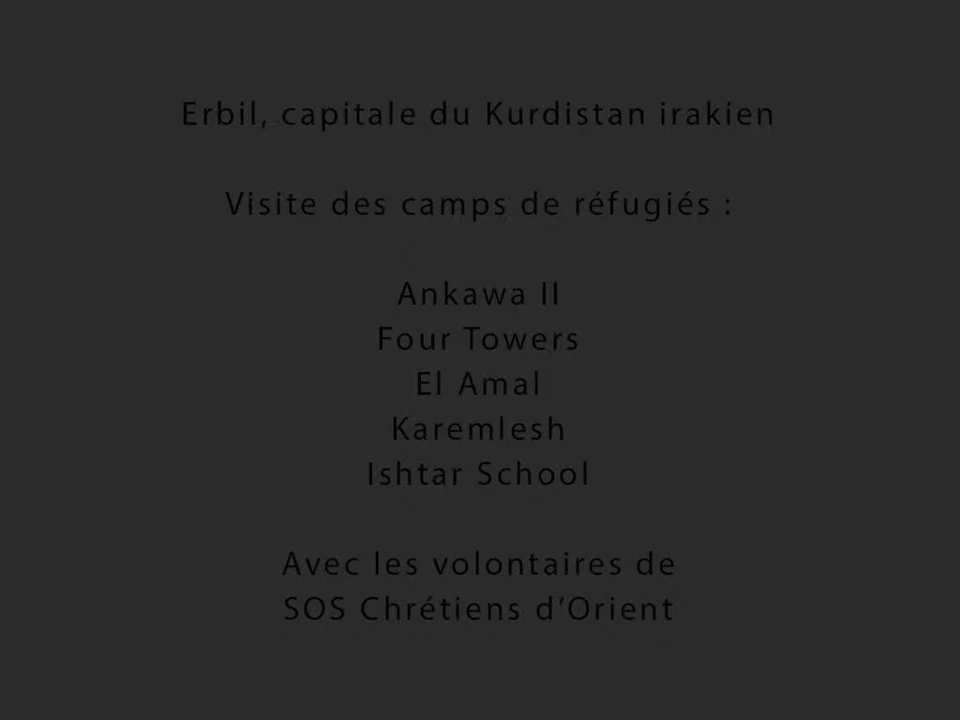 Erbil, capitale du Kurdistan irakien
Visite des camps de réfugiés :
Ankawa II
Four Towers
El Amal
Karemlesh
Ishtar School
Avec les volontaires de
SOS Chrétiens d'Orient